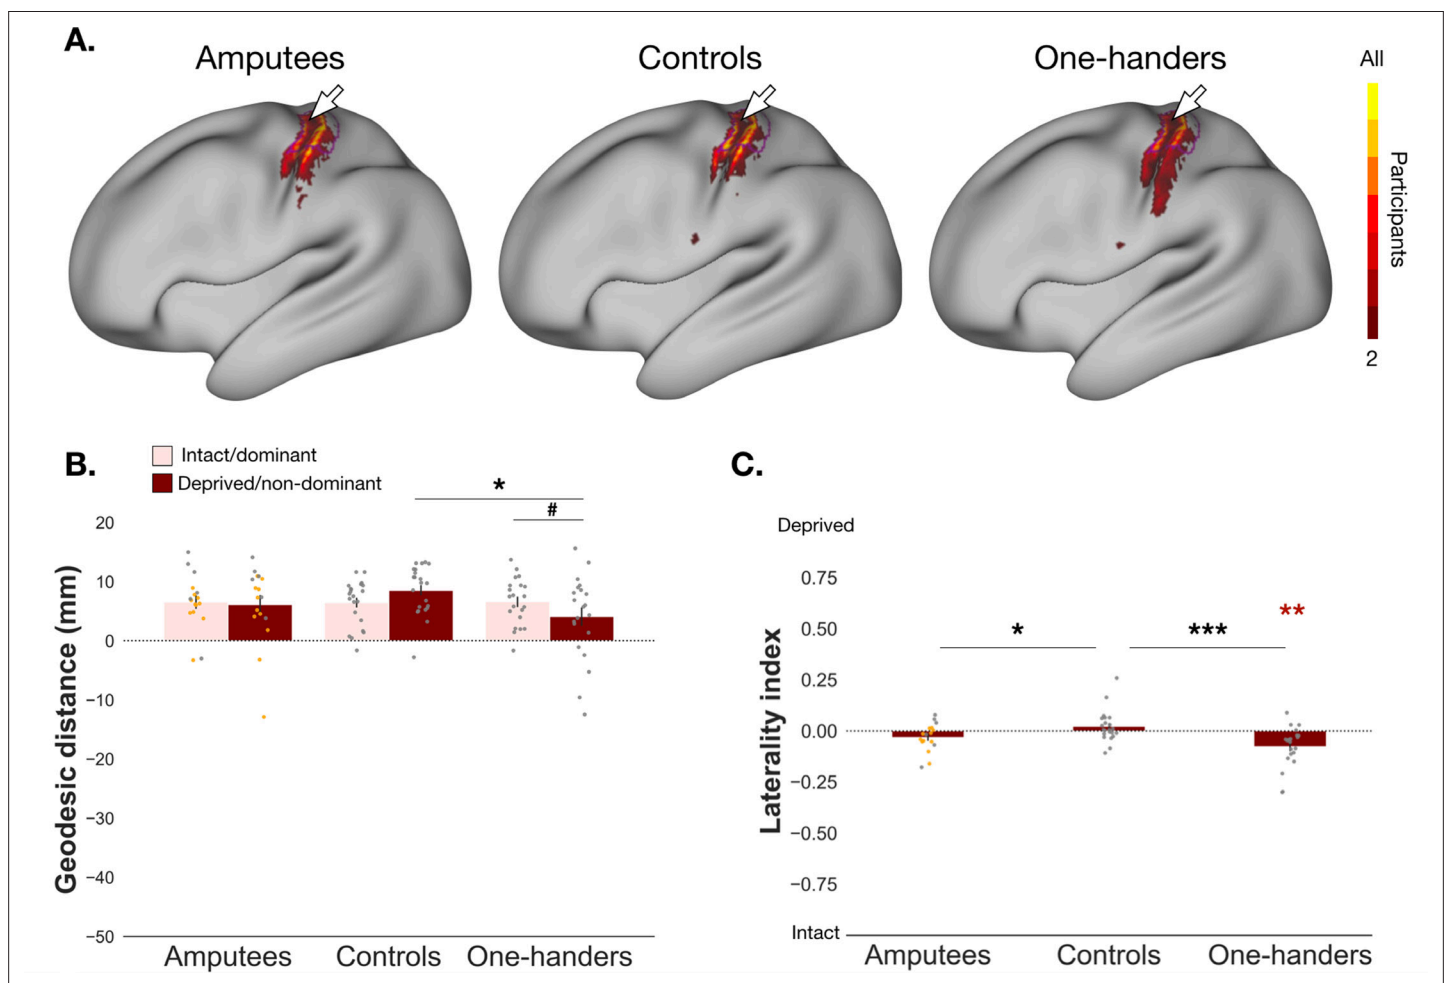 A.
Amputees
Controls
One-handers
All
Participants
2
B.
Intact/dominant
Deprived/non-dominant
*
#
20
10
0
−10
−20
−30
−40
−50
Geodesic distance (mm)
Amputees
Controls
One-handers
C.
Deprived
0.75
0.50
0.25
0.00
−0.25
−0.50
−0.75
Intact
Laterality index
*
***
**
Amputees
Controls
One-handers